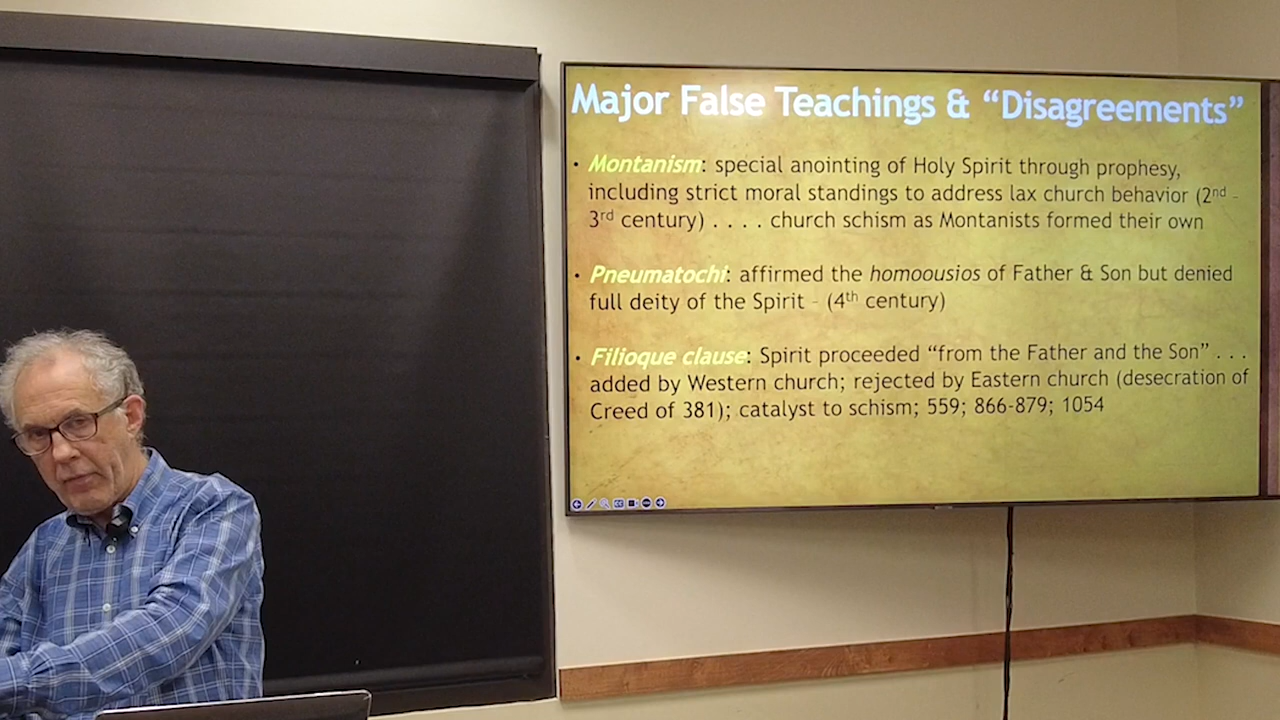 Major False Teachings & “Disagreements”
• Montanism: special anointing of Holy Spirit through prophesy,
including strict moral standings to address lax church behavior (2nd –
3rd century) . . . . church schism as Montanists formed their own
• Pneumatochi: affirmed the homoousios of Father & Son but denied
full deity of the Spirit – (4th century)
• Filioque clause: Spirit proceeded “from the Father and the Son” . . .
added by Western church; rejected by Eastern church (desecration of
Creed of 381); catalyst to schism; 559; 866-879; 1054